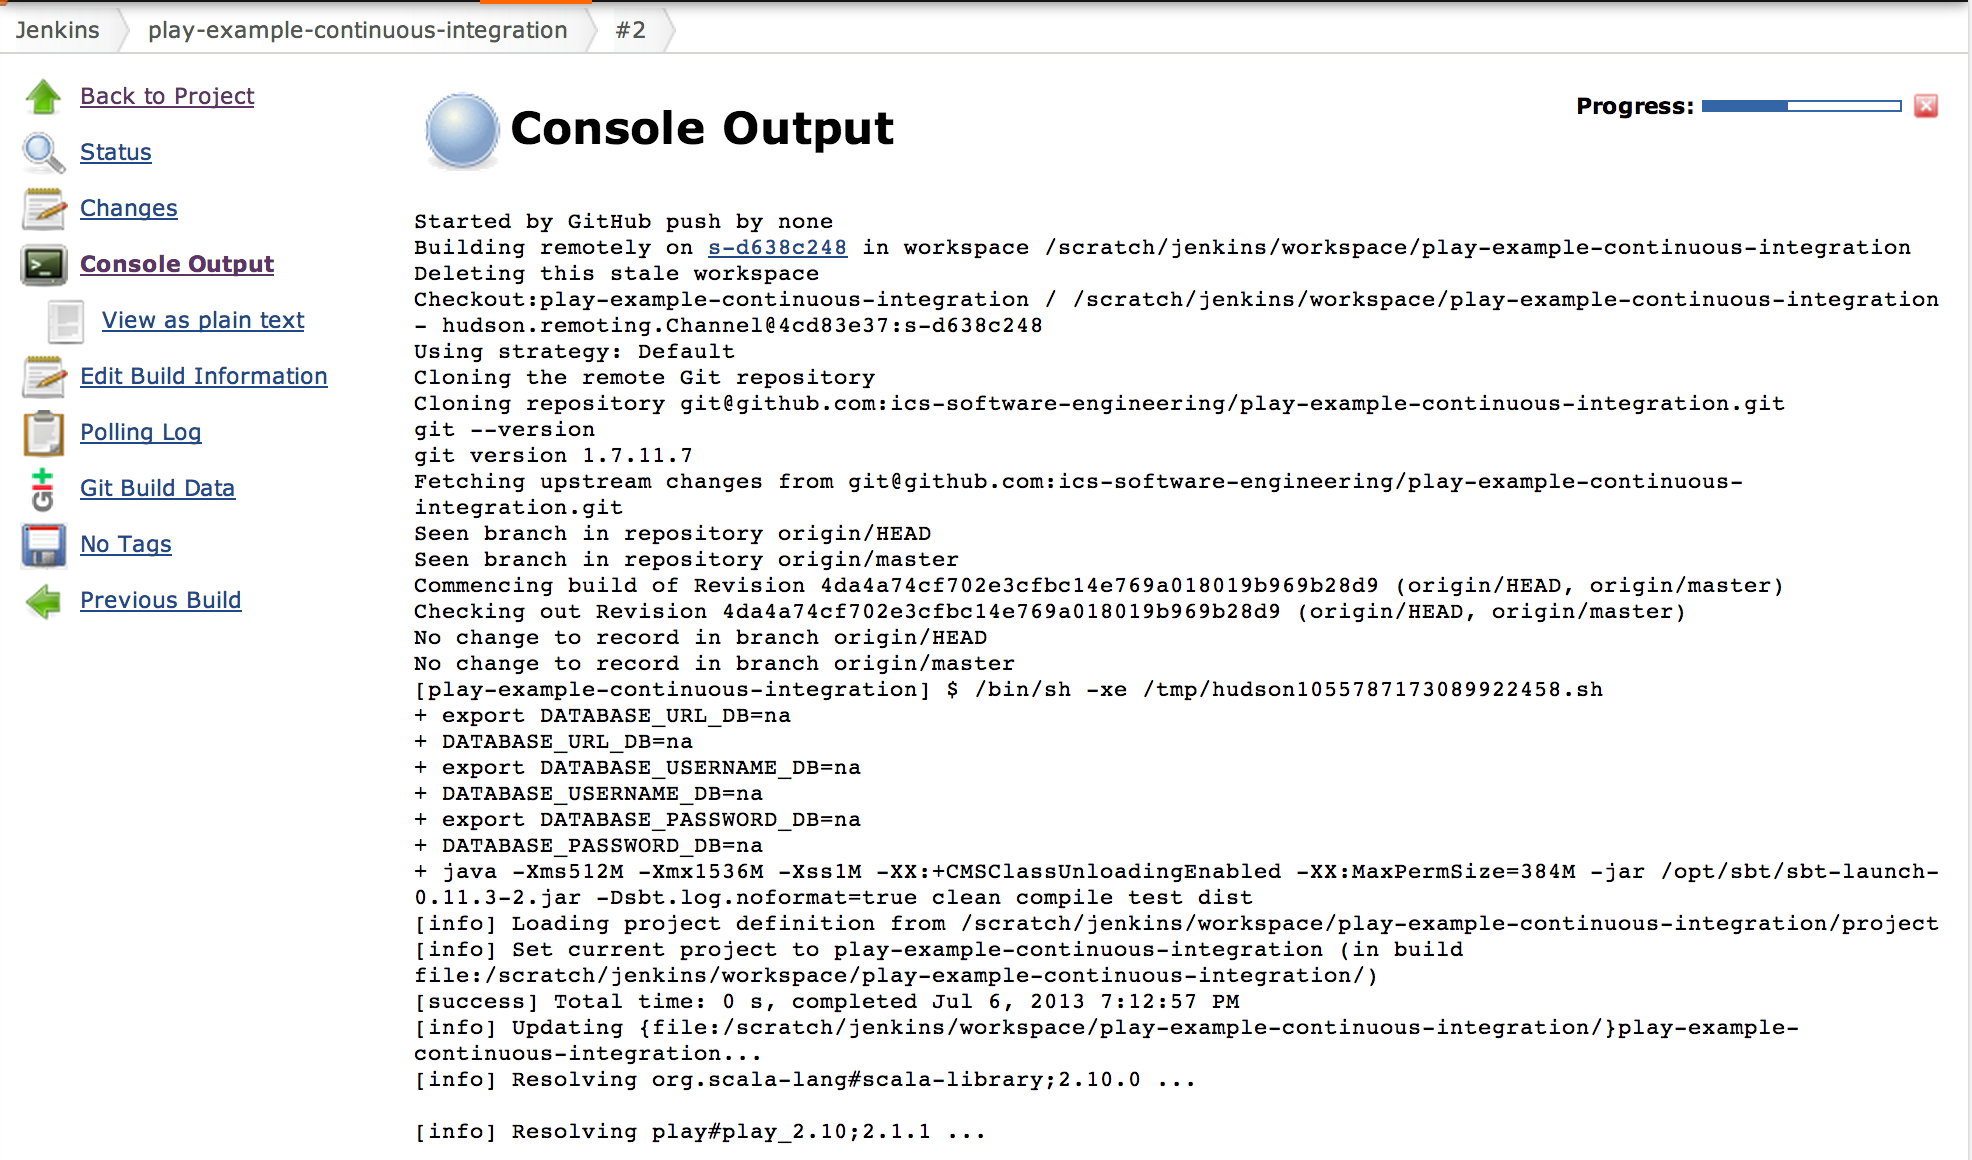 Jenkins
play-example-continuous-integration
#2
Back to Project
Status
Changes
Console Output
View as plain text
Edit Build Information
Polling Log
git
Git Build Data
No Tags
Previous Build
Console Output
Progress:
Started by GitHub push by none
Building remotely on s-d638c248 in workspace /scratch/jenkins/workspace/play-example-continuous-integration
Deleting this stale workspace
Checkout:play-example-continuous-integration / /scratch/jenkins/workspace/play-example-continuous-integration
- hudson.remoting.Channel@4cd83e37:s-d638c248
Using strategy: Default
Cloning the remote Git repository
Cloning repository git@github.com:ics-software-engineering/play-example-continuous-integration.git
git --version
git version 1.7.11.7
Fetching upstream changes from git@github.com:ics-software-engineering/play-example-continuous-
integration.git
Seen branch in repository origin/HEAD
Seen branch in repository origin/master
Commencing build of Revision 4da4a74cf702e3cfbc14e769a018019b969b28d9 (origin/HEAD, origin/master)
Checking out Revision 4da4a74cf702e3cfbc14e769a018019b969b28d9 (origin/HEAD, origin/master)
No change to record in branch origin/HEAD
No change to record in branch origin/master
[play-example-continuous-integration] $ /bin/sh -xe /tmp/hudson1055787173089922458.sh
+ export DATABASE_URL_DB=na
+ DATABASE_URL_DB=na
+ export DATABASE_USERNAME_DB=na
+ DATABASE_USERNAME_DB=na
+ export DATABASE_PASSWORD_DB=na
+ DATABASE_PASSWORD_DB=na
+ java -Xms512M -Xmx1536M -Xss1M -XX:+CMSClassUnloadingEnabled -XX:MaxPermSize=384M -jar /opt/sbt/sbt-launch-
0.11.3-2.jar -Dsbt.log.noformat=true clean compile test dist
[info] Loading project definition from /scratch/jenkins/workspace/play-example-continuous-integration/project
[info] Set current project to play-example-continuous-integration (in build
file:/scratch/jenkins/workspace/play-example-continuous-integration/)
[success] Total time: 0 s, completed Jul 6, 2013 7:12:57 PM
[info] Updating {file:/scratch/jenkins/workspace/play-example-continuous-integration/}play-example-
continuous-integration...
[info] Resolving org.scala-lang#scala-library;2.10.0 ...
[info] Resolving play#play_2.10;2.1.1 ...